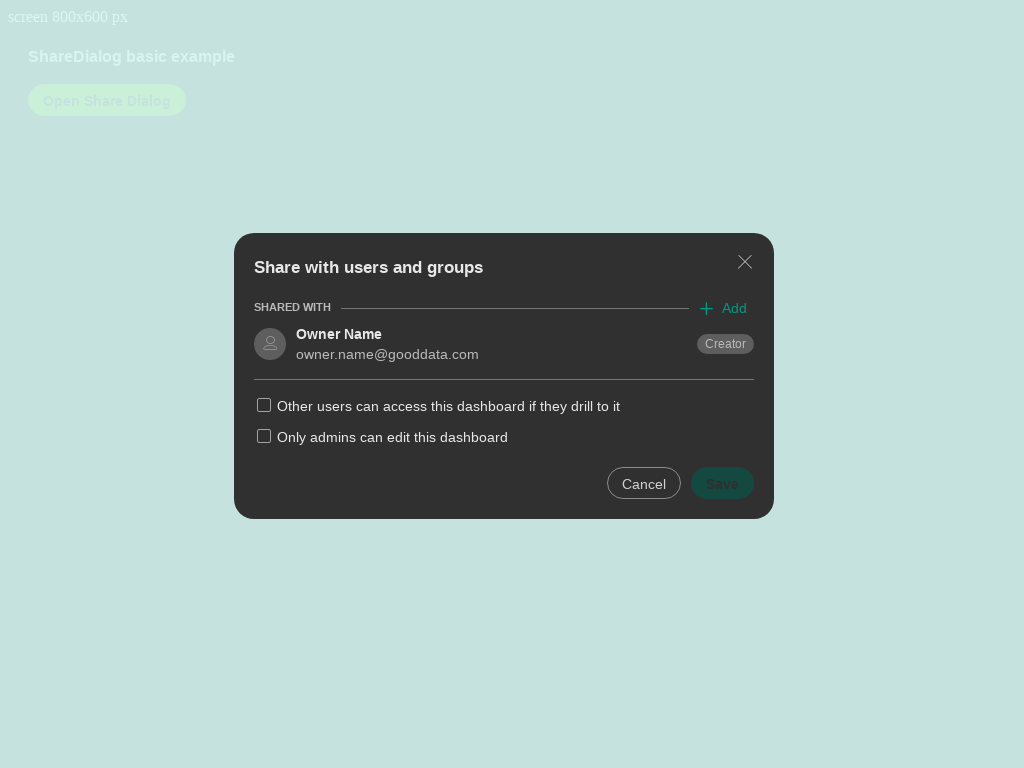 screen 800x600 px
ShareDialog basic example
Open Share Dialog
Share with users and groups
SHARED WITH
Add
Owner Name
owner.name@gooddata.com
Creator
Other users can access this dashboard if they drill to it
Only admins can edit this dashboard
Cancel
Save